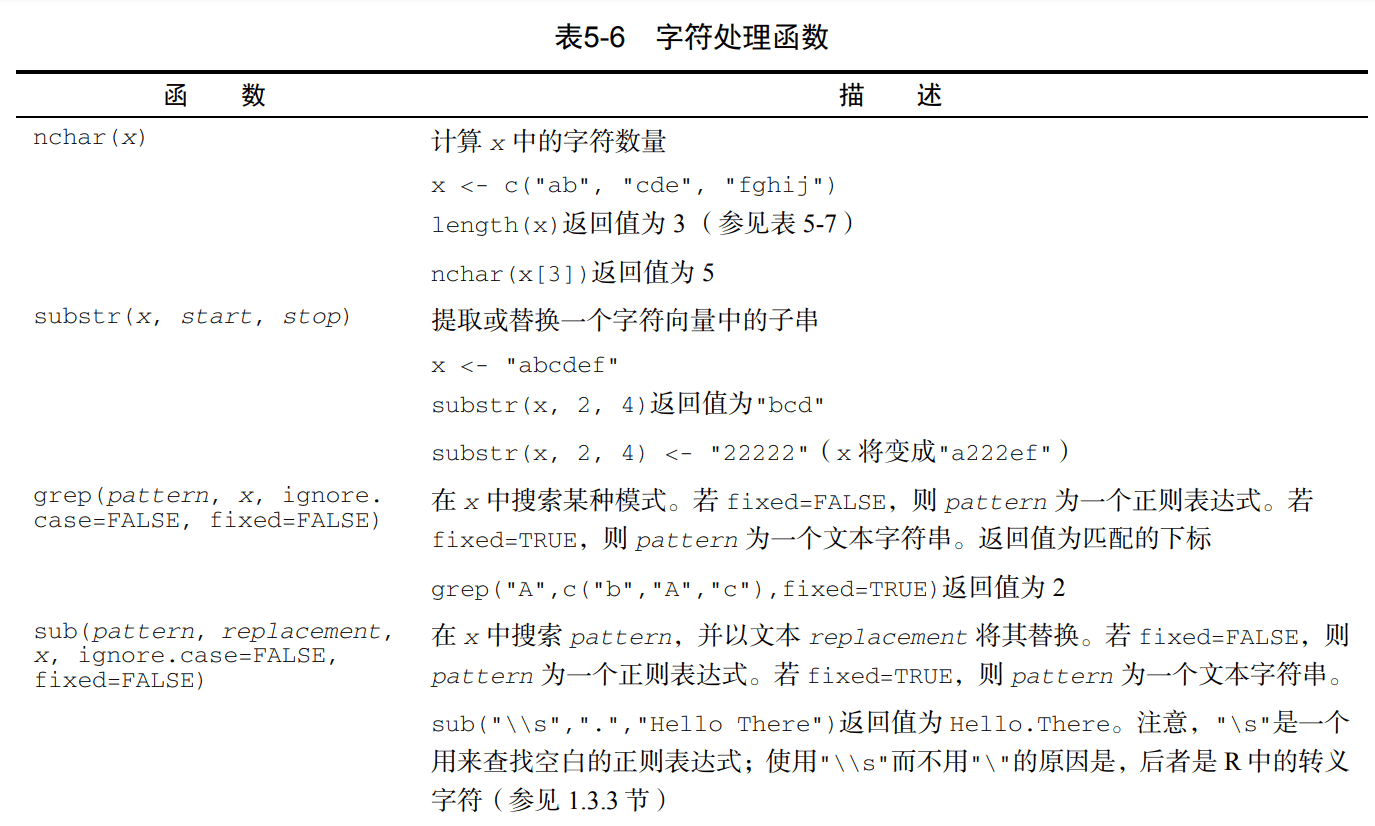 表5-6 字符处理函数
函 数 描 述
nchar(x) 计算 x 中的字符数量
x <- c("ab", "cde", "fghij")
length(x)返回值为 3（参见表 5-7）
nchar(x[3])返回值为 5
substr(x, start, stop) 提取或替换一个字符向量中的子串
x <- "abcdef"
substr(x, 2, 4)返回值为"bcd"
substr(x, 2, 4) <- "22222"（x 将变成"a222ef"）
grep(pattern, x, ignore.
case=FALSE, fixed=FALSE)
在 x 中搜索某种模式。若 fixed=FALSE，则 pattern 为一个正则表达式。若
fixed=TRUE，则 pattern 为一个文本字符串。返回值为匹配的下标
grep("A",c("b","A","c"),fixed=TRUE)返回值为 2
sub(pattern, replacement,
x, ignore.case=FALSE,
fixed=FALSE)
在 x 中搜索 pattern，并以文本 replacement 将其替换。若 fixed=FALSE，则
pattern 为一个正则表达式。若 fixed=TRUE，则 pattern 为一个文本字符串。
sub("\\s",".","Hello There")返回值为 Hello.There。注意，"\s"是一个
用来查找空白的正则表达式；使用"\\s"而不用"\"的原因是，后者是 R 中的转义
字符（参见 1.3.3 节）